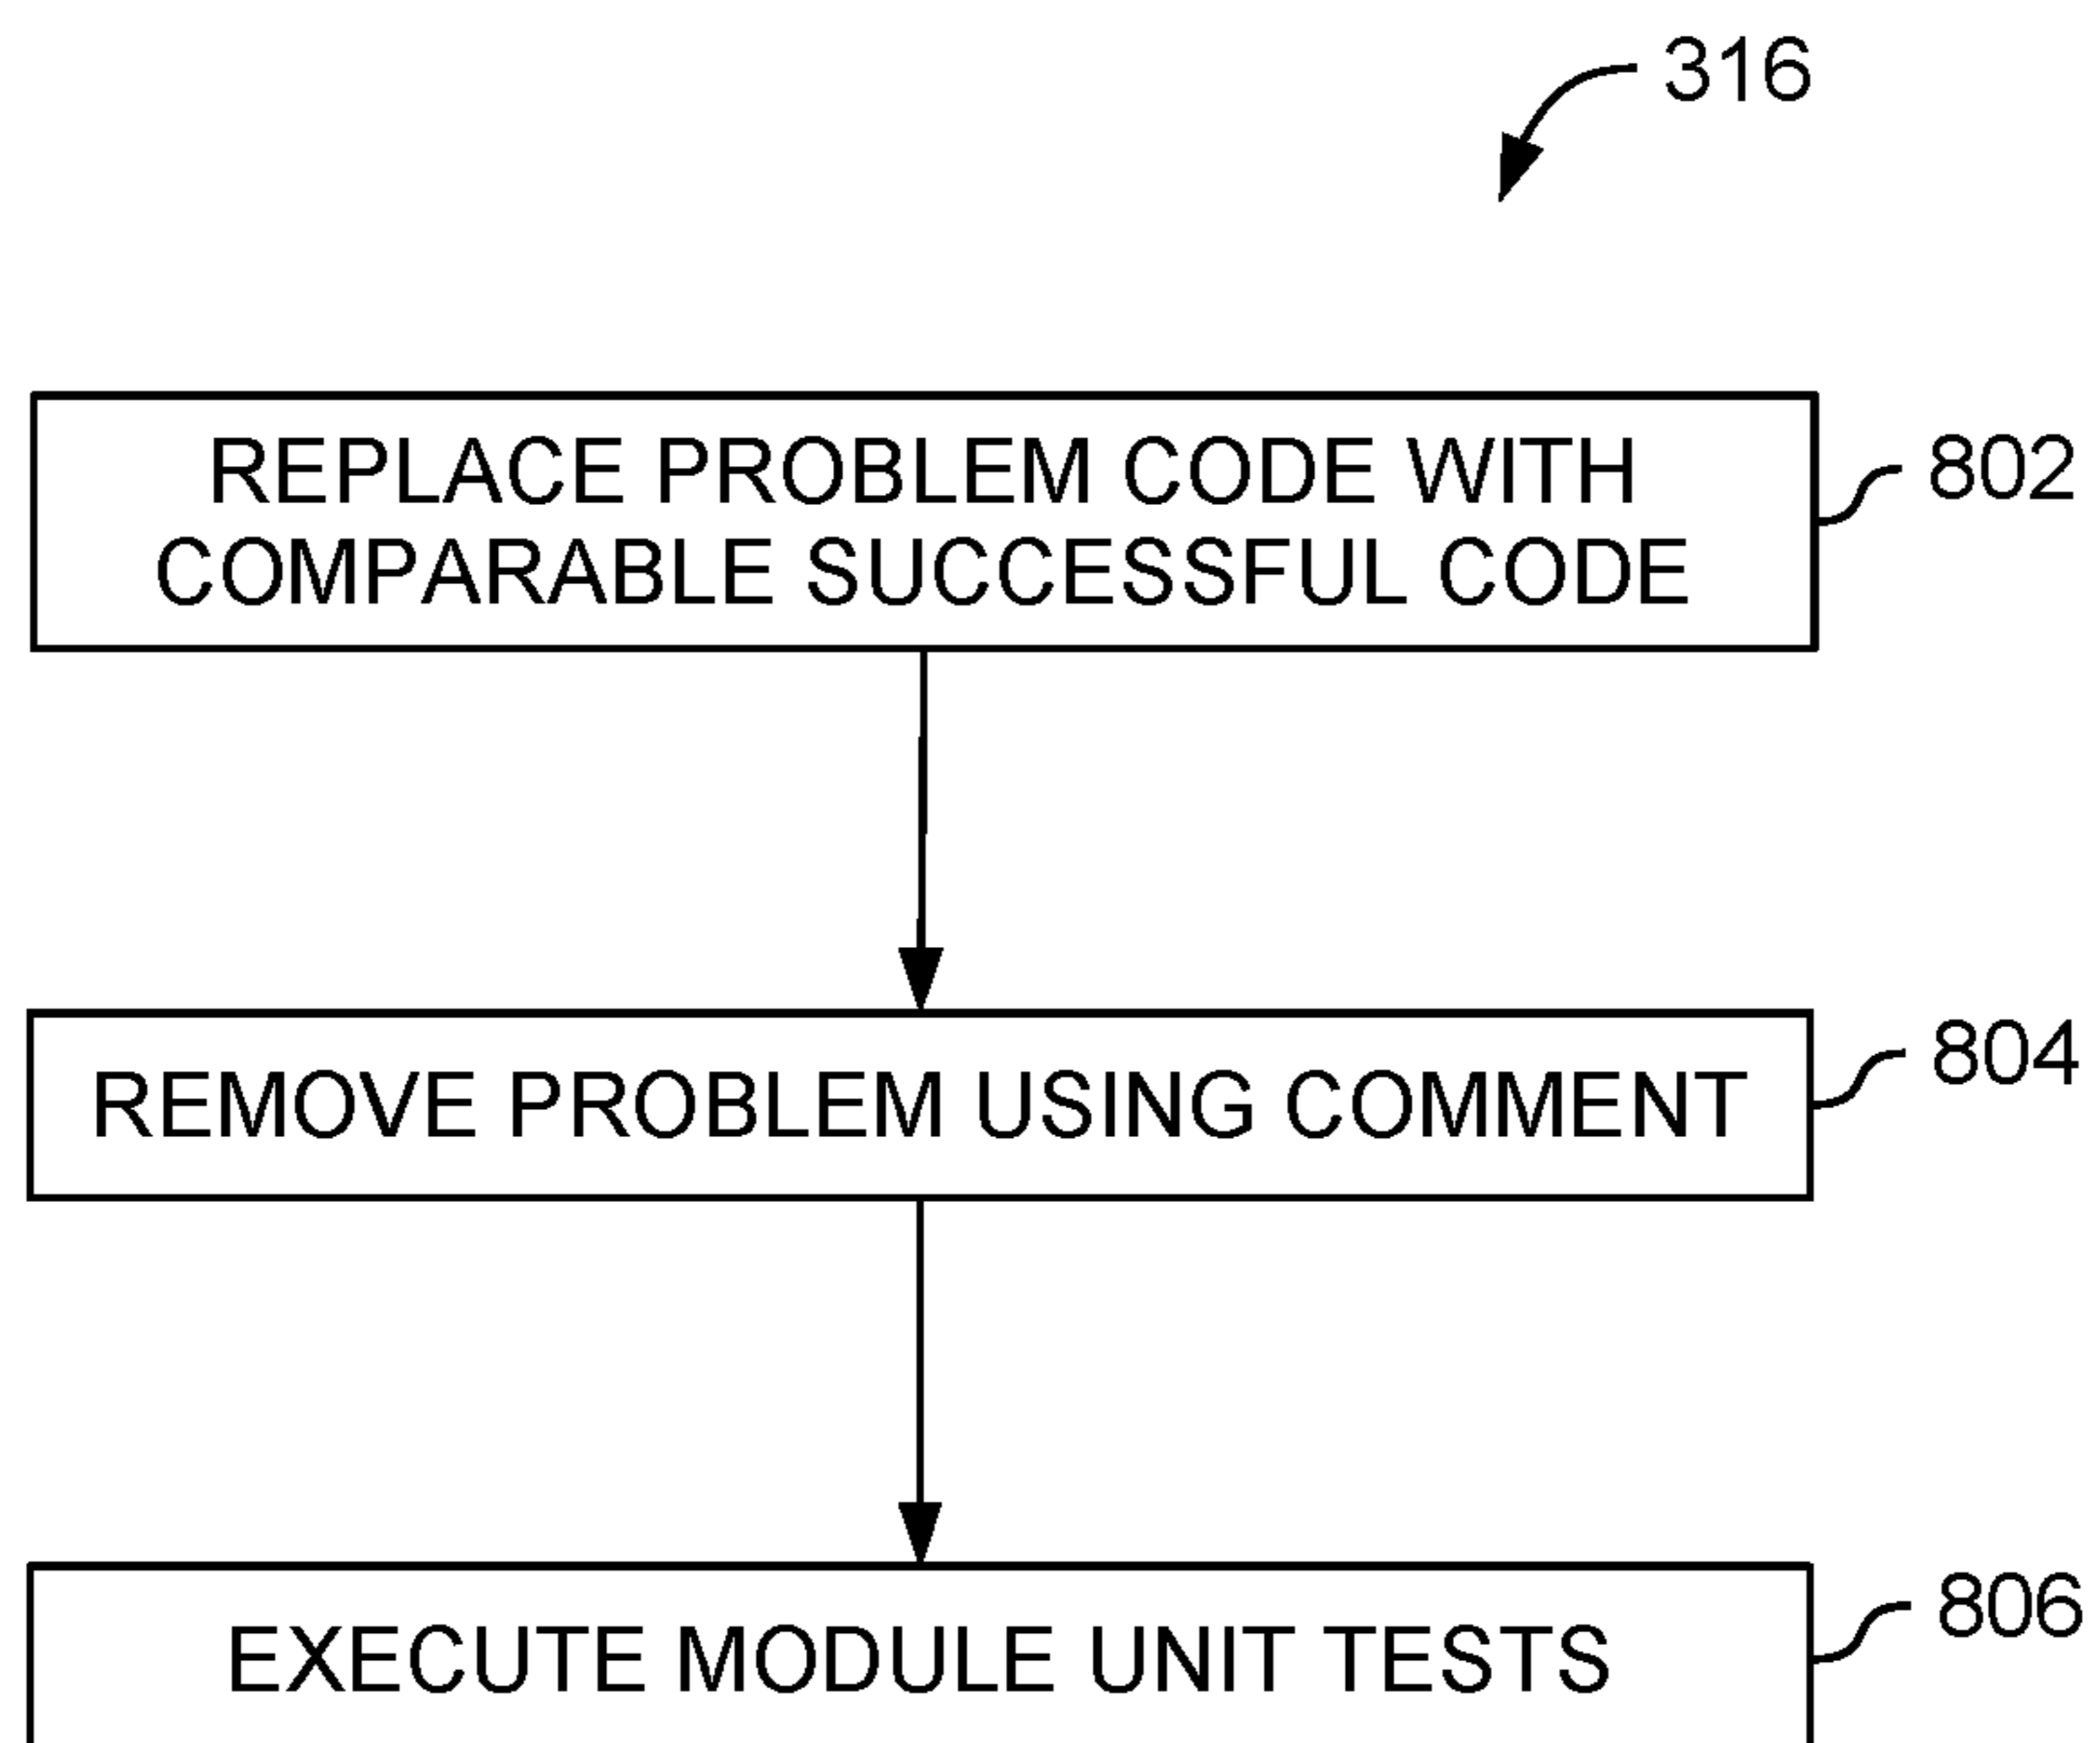 316
REPLACE PROBLEM CODE WITH
COMPARABLE SUCCESSFUL CODE
802
REMOVE PROBLEM USING COMMENT
804
EXECUTE MODULE UNIT TESTS
806